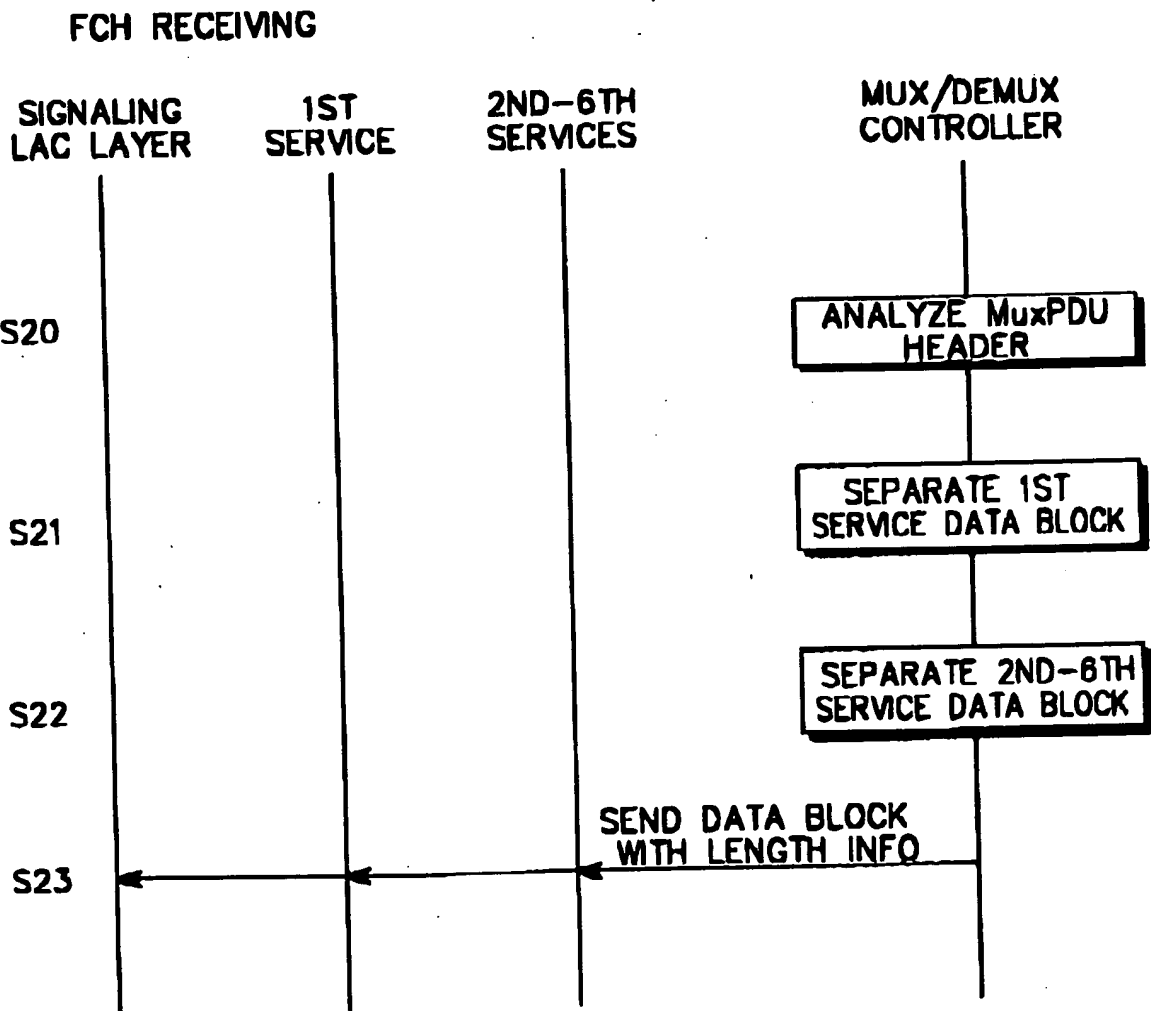 FCH RECEIVING
SIGNALING
LAC LAYER
1ST
SERVICE
2ND-6TH
SERVICES
MUX/DEMUX
CONTROLLER
S20
ANALYZE MuxPDU
HEADER
S21
SEPARATE 1ST
SERVICE DATA BLOCK
S22
SEPARATE 2ND-6TH
SERVICE DATA BLOCK
SEND DATA BLOCK
WITH LENGTH INFO
S23